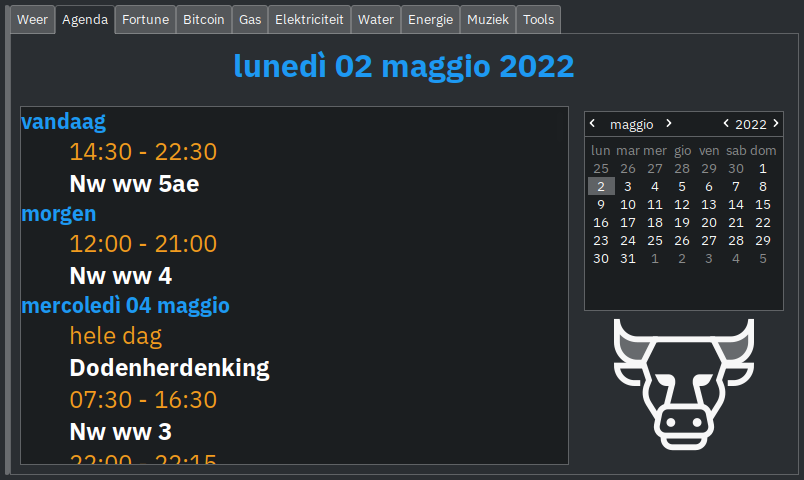 Weer Agenda Fortune Bitcoin Gas Elektriciteit Water Energie Muziek Tools
lunedì 02 maggio 2022
vandaag
14:30 - 22:30
Nw ww 5ae
morgen
12:00 - 21:00
Nw ww 4
mercoledì 04 maggio
hele dag
Dodenherdenking
07:30 - 16:30
Nw ww 3
22:00 - 22:15
maggio 2022
lun mar mer gio ven sab dom
25 26 27 28 29 30 1
2 3 4 5 6 7 8
9 10 11 12 13 14 15
16 17 18 19 20 21 22
23 24 25 26 27 28 29
30 31 1 2 3 4 5